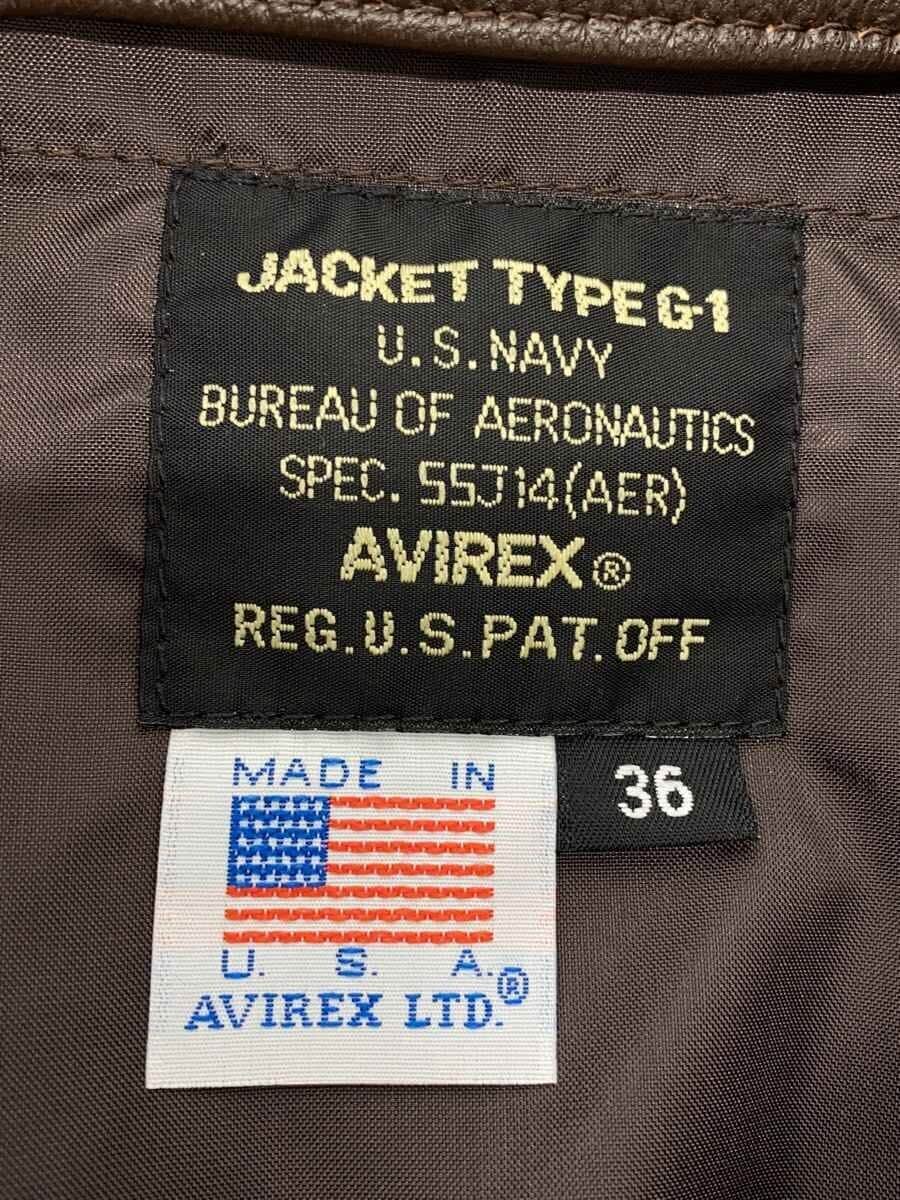 JACKET TYPE G-1
U.S. NAVY
BUREAU OF AERONAUTICS
SPEC. 55J14(AER)
AVIREX®
REG. U.S. PAT. OFF
36
MADE IN
U. S. A.
AVIREX LTD.®